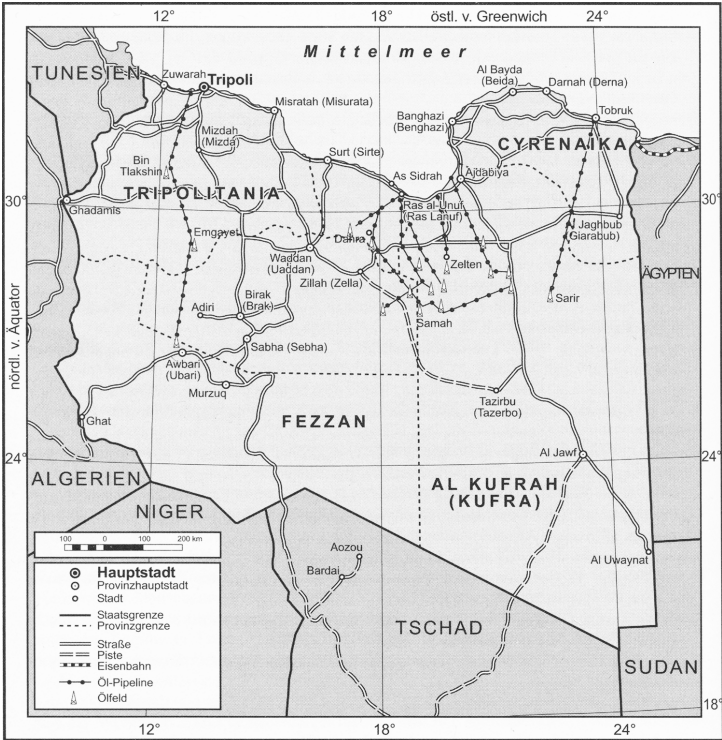 östl. v. Greenwich
18°
24°
Mittelmeer
TUNESIEN
Zuwarah
Tripoli
Misratah (Misurata)
Al Bayda
(Beida)
Darnah (Derna)
Banghazi
(Benghazi)
Tobruk
Mizdah
(Mizda)
CYRENAIKA
Surt (Sirte)
Bin
Tlakshin
As Sidrah
Ajdabiya
TRIPOLITANIA
30°
30°
Ghadamis
Ras al-Unuf
(Ras Lanuf)
Al Jaghbub
(Giarabub)
Emgayet
Dahra
Waddan
(Uaddan)
Zelten
ÄGYPTEN
Zillah (Zella)
Sarir
nördl. v. Äquator
Adiri
Birak
(Brak)
Samah
Sabha (Sebha)
Awbari
(Ubari)
Murzuq
Tazirbu
(Tazerbo)
Ghat
FEZZAN
Al Jawf
24°
24°
ALGERIEN
AL KUFRAH
(KUFRA)
NIGER
100 0 100 200 km
Aozou
Bardai
Al Uwaynat
Hauptstadt
Provinzhauptstadt
Stadt
Staatsgrenze
Provinzgrenze
Straße
Piste
Eisenbahn
Öl-Pipeline
Ölfeld
TSCHAD
SUDAN
18°
12°
18°
24°